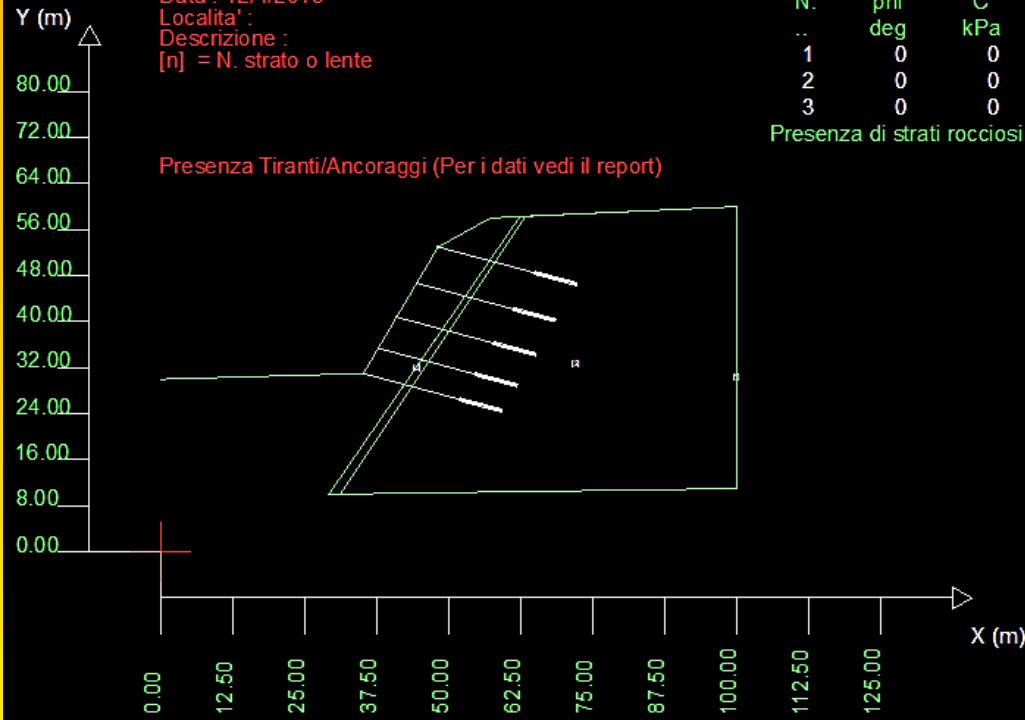 Y (m)
Localita' :
Descrizione :
[n] = N. strato o lente
N. phi C
.. deg kPa
1 0 0
2 0 0
3 0 0
Presenza di strati rocciosi
Presenza Tiranti/Ancoraggi (Per i dati vedi il report)
80.00
72.00
64.00
56.00
48.00
40.00
32.00
24.00
16.00
8.00
0.00
X (m)
0.00
12.50
25.00
37.50
50.00
62.50
75.00
87.50
100.00
112.50
125.00